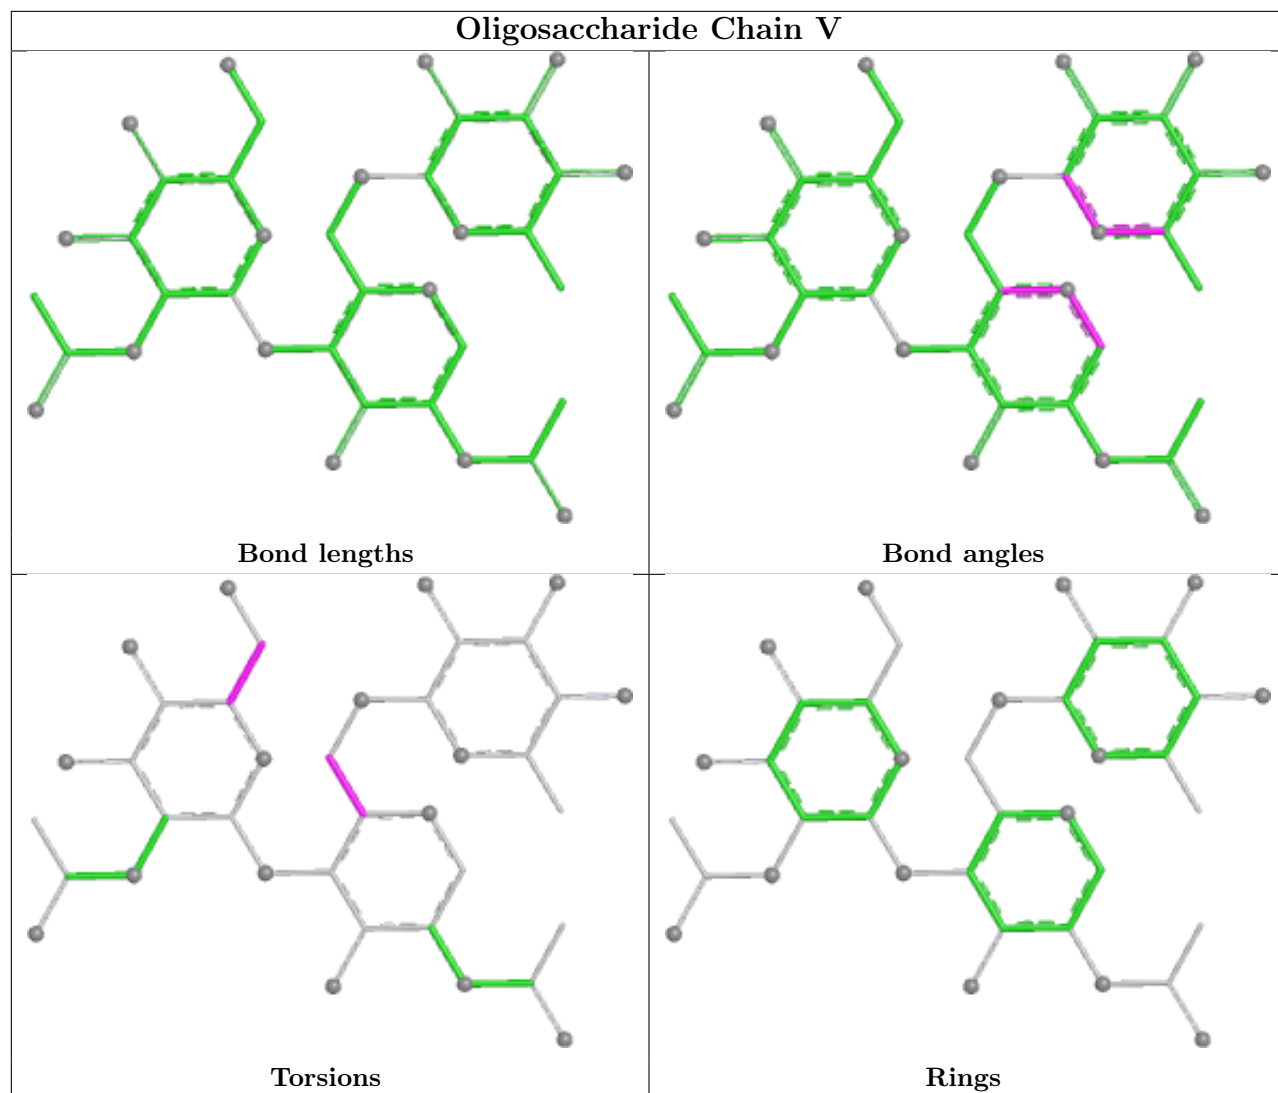 Oligosaccharide Chain V
Bond lengths
Bond angles
Torsions
Rings